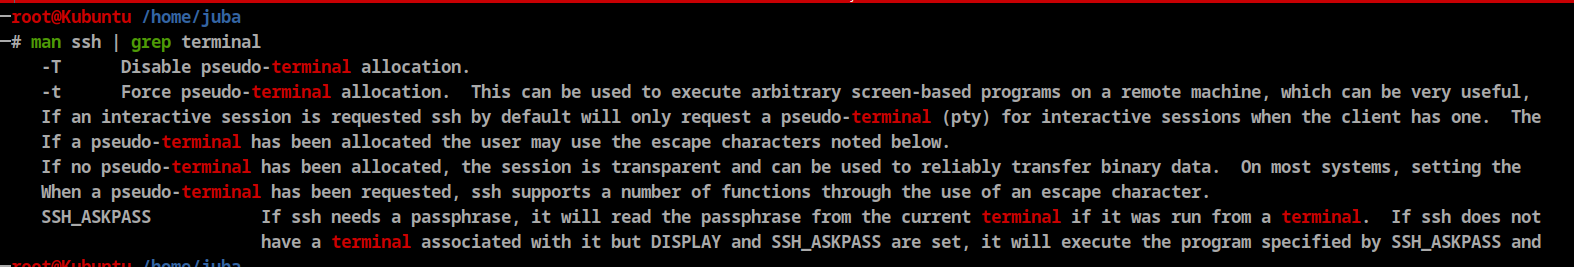 root@Kubuntu /home/juba
# man ssh | grep terminal
-T      Disable pseudo-terminal allocation.
-t      Force pseudo-terminal allocation.  This can be used to execute arbitrary screen-based programs on a remote machine, which can be very useful,
If an interactive session is requested ssh by default will only request a pseudo-terminal (pty) for interactive sessions when the client has one.  The
If a pseudo-terminal has been allocated the user may use the escape characters noted below.
If no pseudo-terminal has been allocated, the session is transparent and can be used to reliably transfer binary data.  On most systems, setting the
When a pseudo-terminal has been requested, ssh supports a number of functions through the use of an escape character.
SSH_ASKPASS           If ssh needs a passphrase, it will read the passphrase from the current terminal if it was run from a terminal.  If ssh does not
have a terminal associated with it but DISPLAY and SSH_ASKPASS are set, it will execute the program specified by SSH_ASKPASS and
root@Kubuntu /home/juba